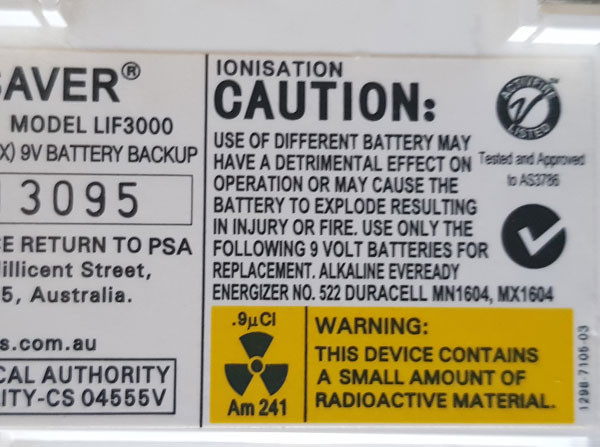 AVER®
MODEL LIF3000
X) 9V BATTERY BACKUP
3095
E RETURN TO PSA
illicent Street,
5, Australia.
s.com.au
CAL AUTHORITY
ITY-CS 04555V
IONISATION
CAUTION:
USE OF DIFFERENT BATTERY MAY
HAVE A DETRIMENTAL EFFECT ON
OPERATION OR MAY CAUSE THE
BATTERY TO EXPLODE RESULTING
IN INJURY OR FIRE. USE ONLY THE
FOLLOWING 9 VOLT BATTERIES FOR
REPLACEMENT. ALKALINE EVEREADY
ENERGIZER NO. 522 DURACELL MN1604, MX1604
ACTIVFIRE
LISTED
Tested and Approved
to AS3786
.9µCI
Am 241
WARNING:
THIS DEVICE CONTAINS
A SMALL AMOUNT OF
RADIOACTIVE MATERIAL.
1298-7105-03